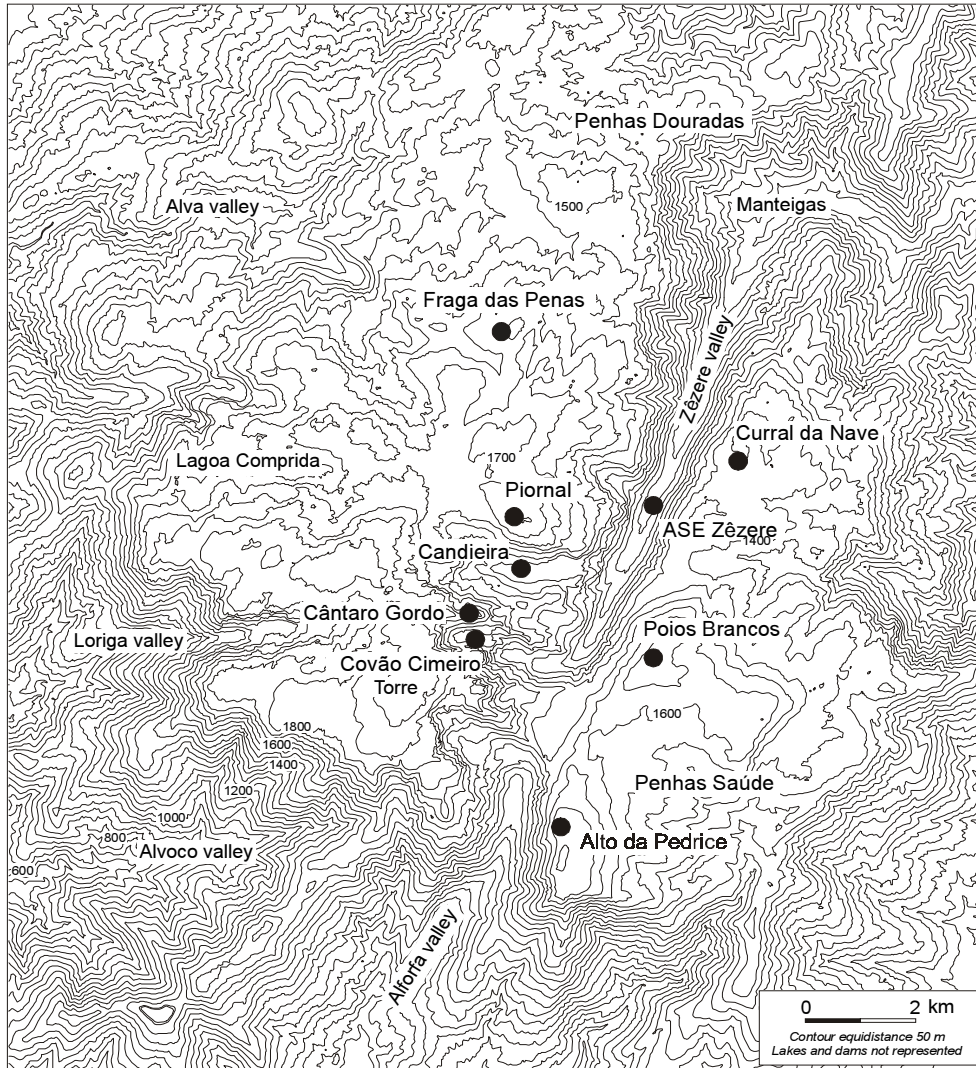 Penhas Douradas
Alva valley
1500
Manteigas
Fraga das Penas
Zêzere valley
Curral da Nave
Lagoa Comprida
1700
Piornal
ASE Zêzere
1400
Candieira
Cântaro Gordo
Loriga valley
Poios Brancos
Covão Cimeiro
Torre
1600
1800
1600
1400
1200
Penhas Saúde
1000
800
Alvoco valley
Alto da Pedrice
600
Alforfa valley
0 2 km
Contour equidistance 50 m
Lakes and dams not represented